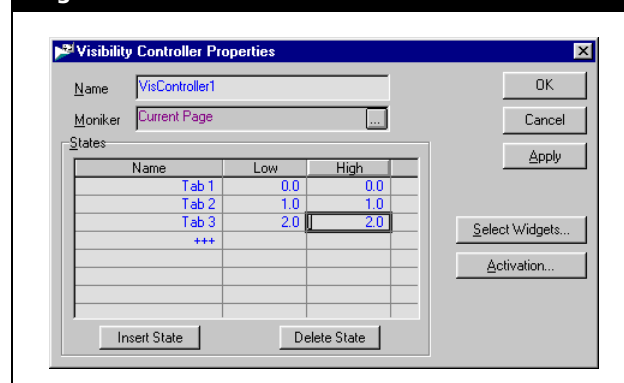 Visibility Controller Properties
Name VisController1 OK
Moniker Current Page ... Cancel
States Apply
Name Low High
Tab 1 0.0 0.0
Tab 2 1.0 1.0
Tab 3 2.0 2.0
+++
Select Widgets...
Activation...
Insert State Delete State